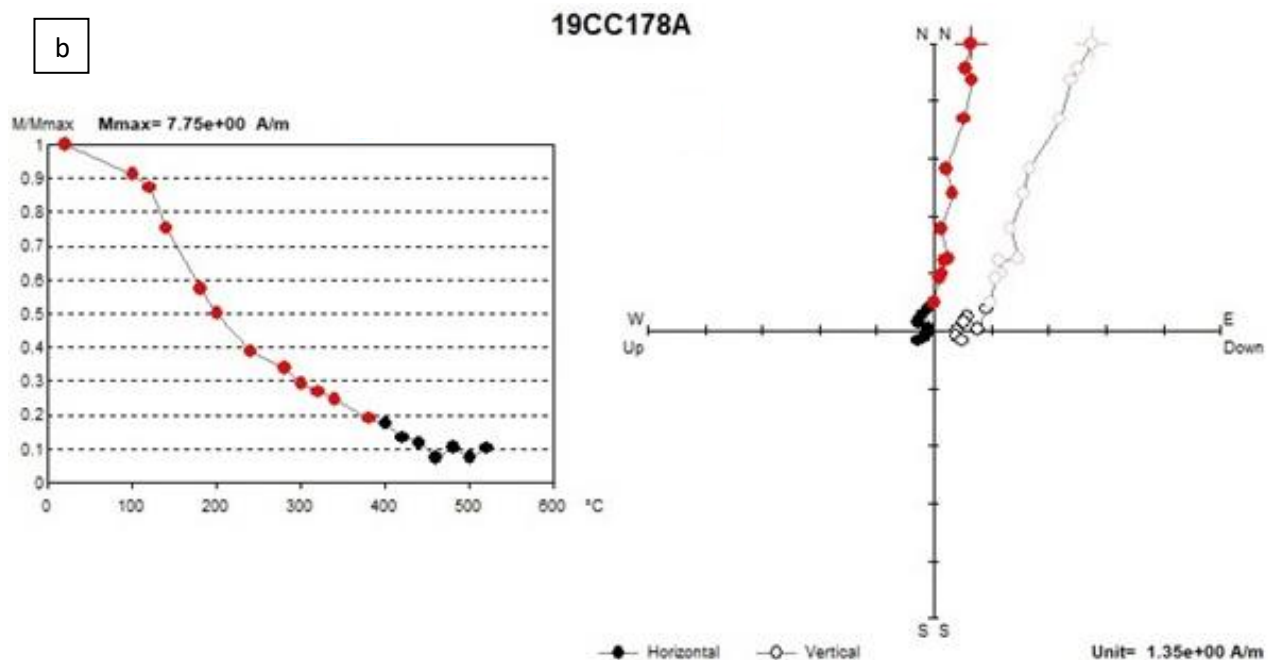 b
19CC178A
M/Mmax Mmax= 7.75e+00 A/m
1
0.9
0.8
0.7
0.6
0.5
0.4
0.3
0.2
0.1
0
0 100 200 300 400 500 600 °C
N N
W E
Up Down
S S
Horizontal Vertical Unit= 1.35e+00 A/m